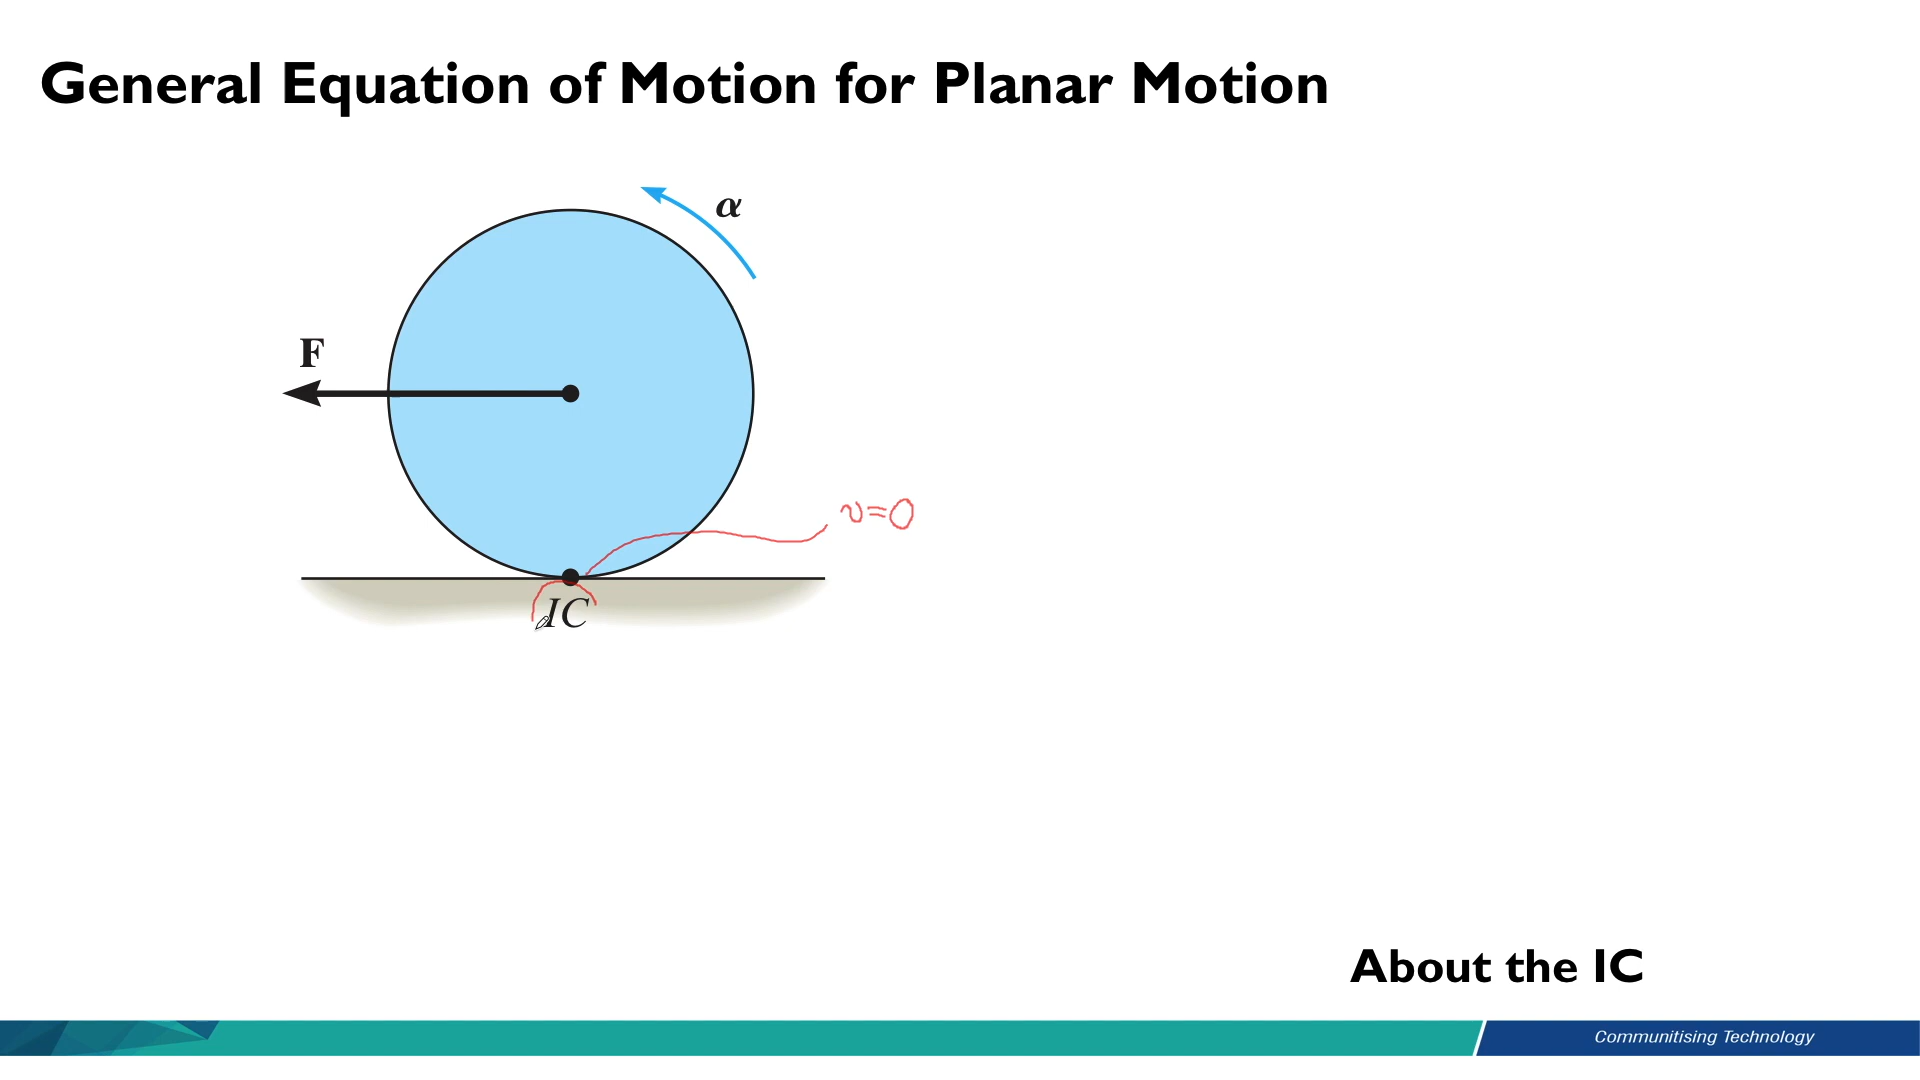 General Equation of Motion for Planar Motion
α
F
v=0
IC
About the IC
Communitising Technology